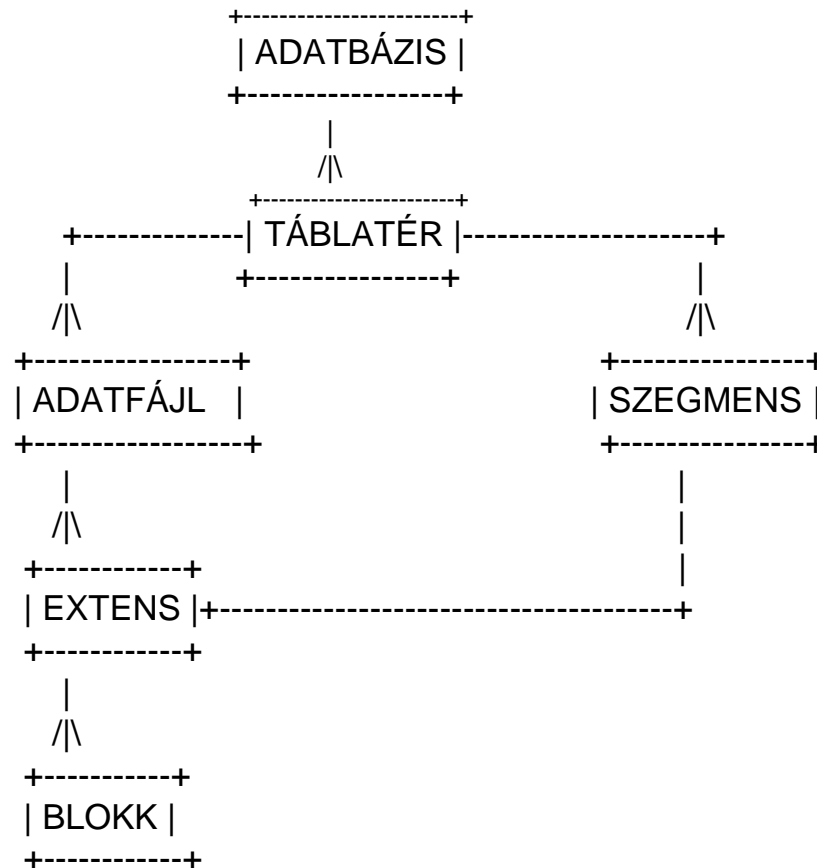 +------------------------+
| ADATBÁZIS |
+----------------+
|
/|\
+-----------------------+
+--------------| TÁBLATÉR |---------------------+
| +---------------+ |
/|\ /|\
+----------------+ +---------------+
| ADATFÁJL | | SZEGMENS |
+-----------------+ +---------------+
| |
/|\ |
+------------+ |
| EXTENS |+------------------------------------+
+------------+
|
/|\
+-----------+
| BLOKK |
+------------+